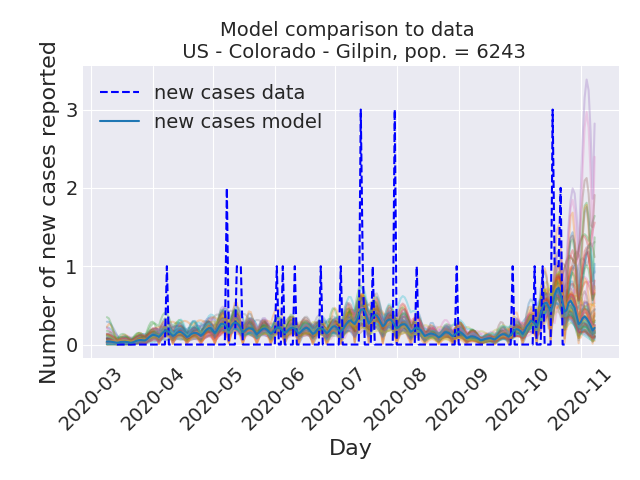 Model comparison to data
US - Colorado - Gilpin, pop. = 6243
Number of new cases reported
new cases data
new cases model
3
2
1
0
2020-03
2020-04
2020-05
2020-06
2020-07
2020-08
2020-09
2020-10
2020-11
Day